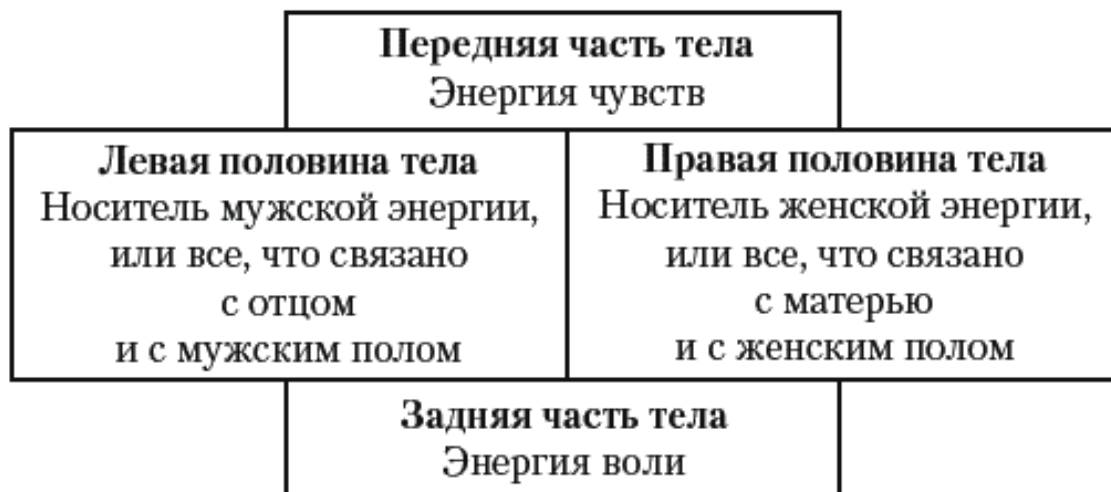 Передняя часть тела
Энергия чувств
Левая половина тела
Носитель мужской энергии,
или все, что связано
с отцом
и с мужским полом
Правая половина тела
Носитель женской энергии,
или все, что связано
с матерью
и с женским полом
Задняя часть тела
Энергия воли